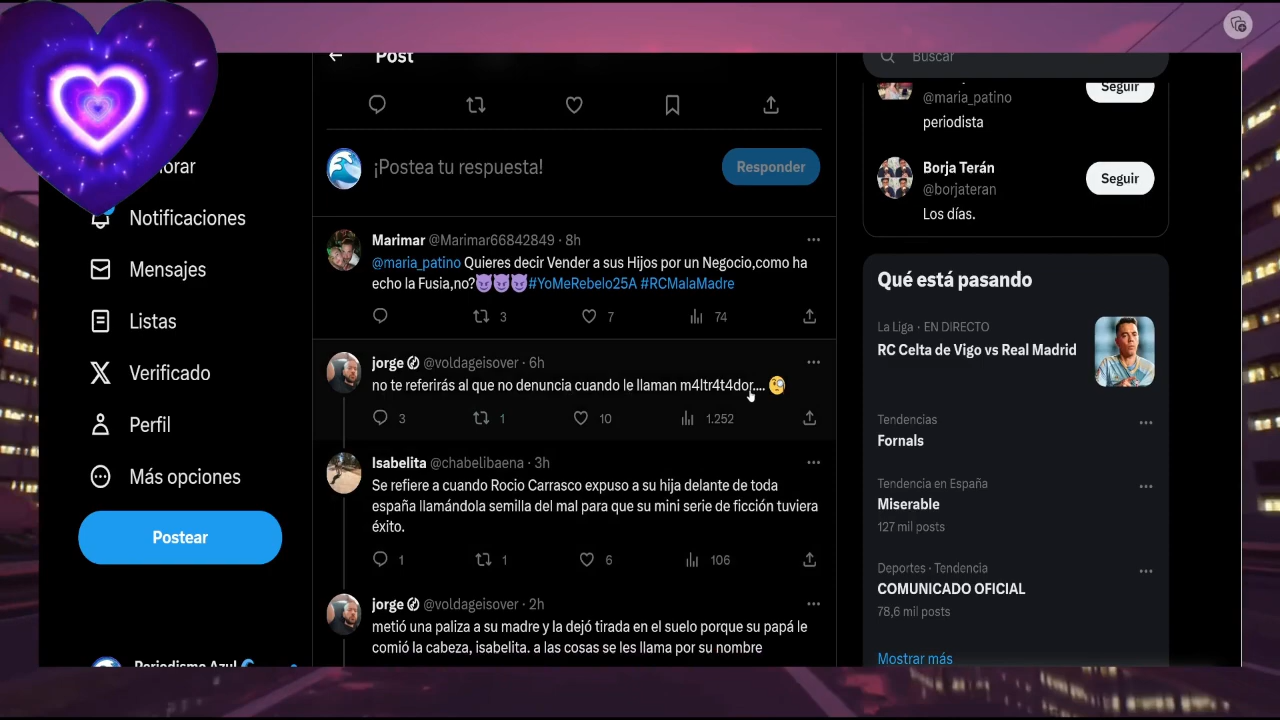 Post
Buscar
orar
Notificaciones
Mensajes
Listas
Verificado
Perfil
Más opciones
Postear
Periodismo Azul
¡Postea tu respuesta!
Responder
Marimar @Marimar66842849 · 8h
@maria_patino Quieres decir Vender a sus Hijos por un Negocio,como ha
echo la Fusia,no?😈😈😈#YoMeRebelo25A #RCMalaMadre
3 7 74
jorge @voldageisover · 6h
no te referirás al que no denuncia cuando le llaman m4ltr4t4dor.... 🧐
3 1 10 1.252
Isabelita @chabelibaena · 3h
Se refiere a cuando Rocio Carrasco expuso a su hija delante de toda
españa llamándola semilla del mal para que su mini serie de ficción tuviera
éxito.
1 1 6 106
jorge @voldageisover · 2h
metió una paliza a su madre y la dejó tirada en el suelo porque su papá le
comió la cabeza, isabelita. a las cosas se les llama por su nombre
Seguir
@maria_patino
periodista
Borja Terán
@borjateran
Seguir
Los días.
Qué está pasando
La Liga · EN DIRECTO
RC Celta de Vigo vs Real Madrid
Tendencias
Fornals
Tendencia en España
Miserable
127 mil posts
Deportes · Tendencia
COMUNICADO OFICIAL
78,6 mil posts
Mostrar más